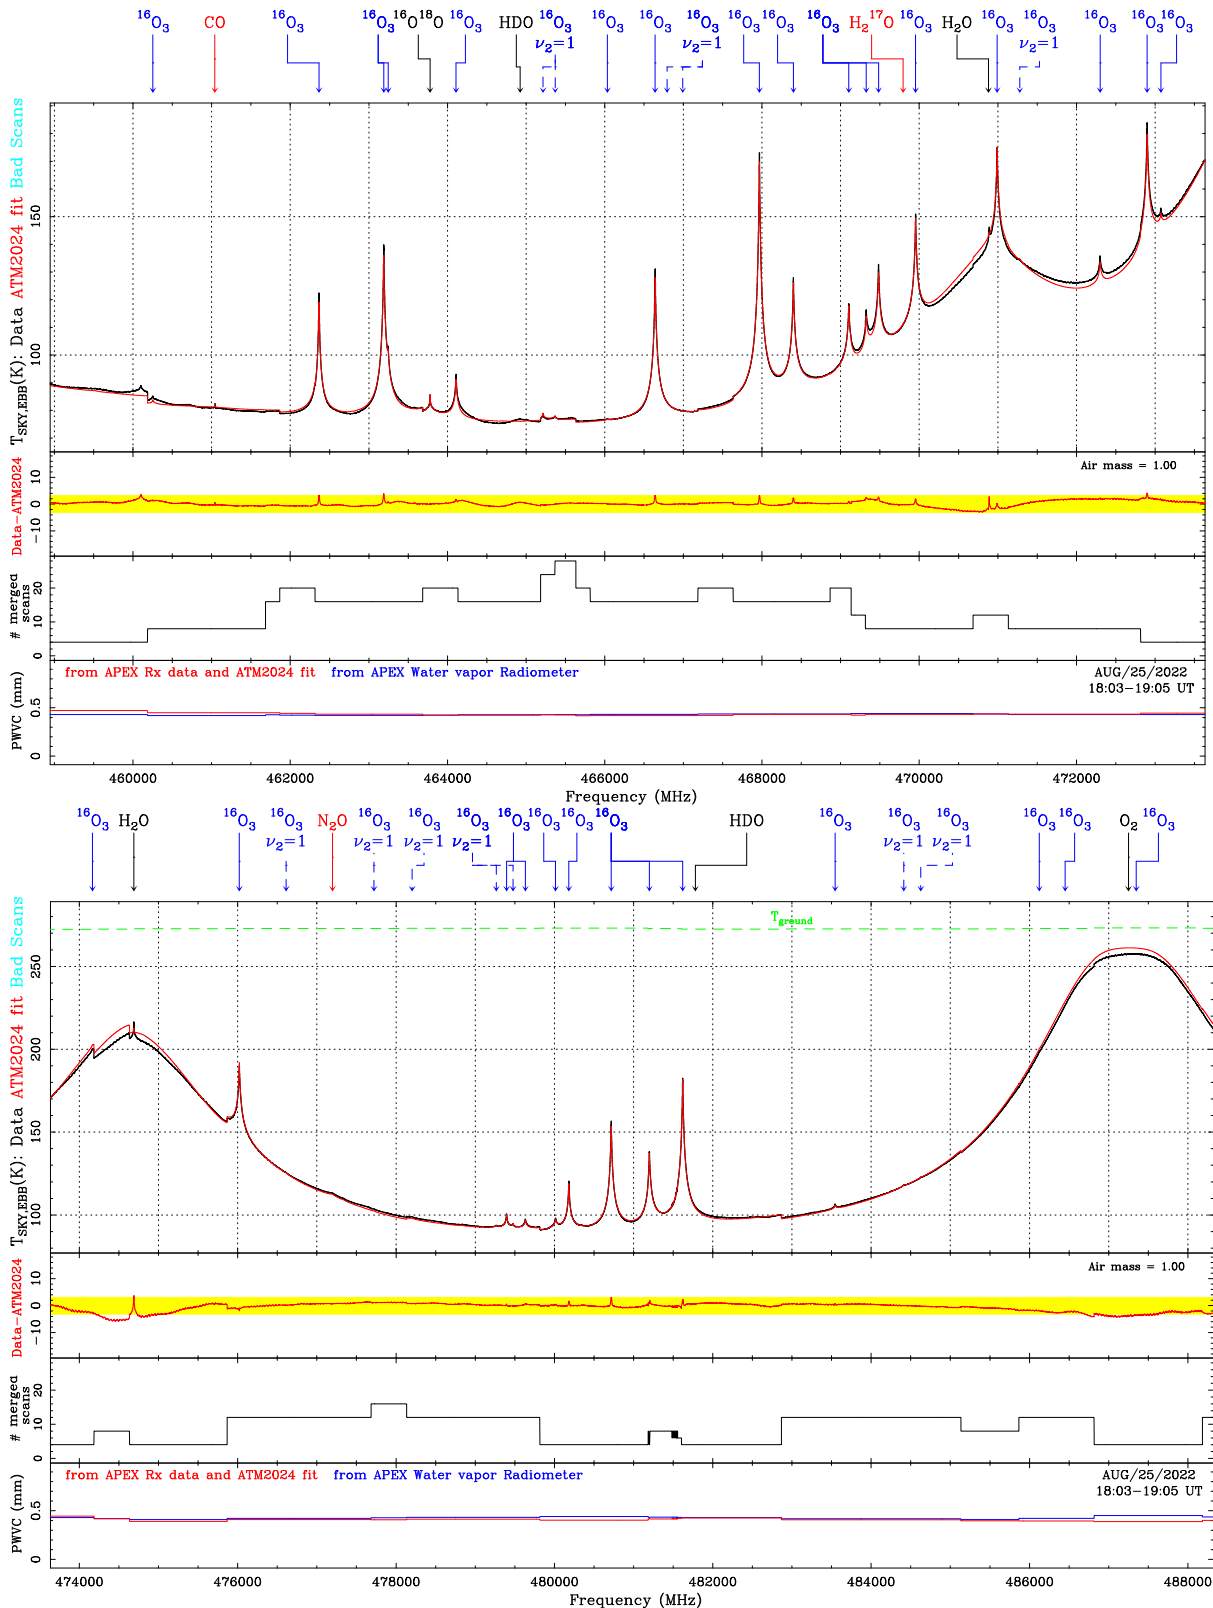 ¹⁶O₃ CO ¹⁶O₃ ¹⁶O₃ ¹⁶O¹⁸O ¹⁶O₃ HDO ¹⁶O₃ ¹⁶O₃ ¹⁶O₃ ¹⁶O₃ ¹⁶O₃ ¹⁶O₃ ¹⁶O₃ H₂¹⁷O ¹⁶O₃ H₂O ¹⁶O₃ ¹⁶O₃ ¹⁶O₃ ¹⁶O₃ ¹⁶O₃
ν₂=1 ν₂=1 ν₂=1
T_SKY,EBB(K): Data ATM2024 fit Bad Scans
150
100
Data-ATM2024
10
0
-10
Air mass = 1.00
# merged
scans
20
10
0
PWVC (mm)
0.5
0
from APEX Rx data and ATM2024 fit from APEX Water vapor Radiometer
AUG/25/2022
18:03-19:05 UT
460000 462000 464000 466000 468000 470000 472000
Frequency (MHz)
¹⁶O₃ H₂O ¹⁶O₃ ¹⁶O₃ N₂O ¹⁶O₃ ¹⁶O₃ ¹⁶O₃ ¹⁶O₃ ¹⁶O₃ ¹⁶O₃ ¹⁶O₃ HDO ¹⁶O₃ ¹⁶O₃ ¹⁶O₃ ¹⁶O₃ ¹⁶O₃ O₂ ¹⁶O₃
ν₂=1 ν₂=1 ν₂=1 ν₂=1 ν₂=1 ν₂=1
T_SKY,EBB(K): Data ATM2024 fit Bad Scans
250
200
150
100
T_ground
Data-ATM2024
10
0
-10
Air mass = 1.00
# merged
scans
20
10
0
PWVC (mm)
0.5
0
from APEX Rx data and ATM2024 fit from APEX Water vapor Radiometer
AUG/25/2022
18:03-19:05 UT
474000 476000 478000 480000 482000 484000 486000 488000
Frequency (MHz)